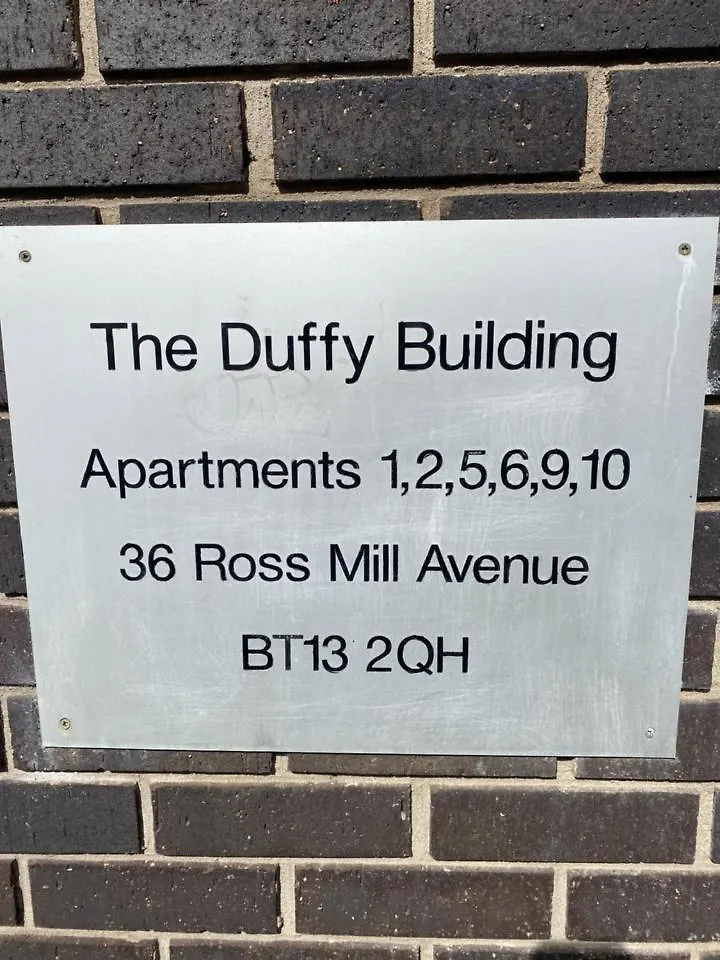 The Duffy Building
Apartments 1,2,5,6,9,10
36 Ross Mill Avenue
BT13 2QH